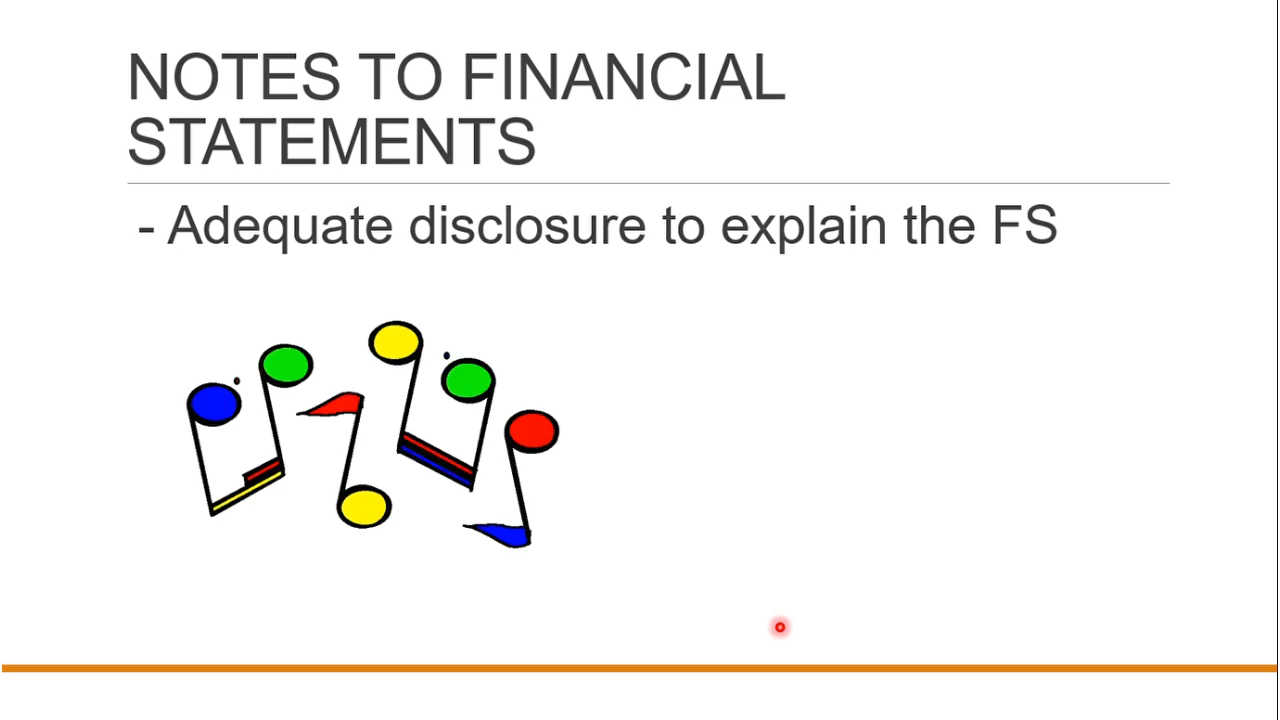 NOTES TO FINANCIAL
STATEMENTS
- Adequate disclosure to explain the FS